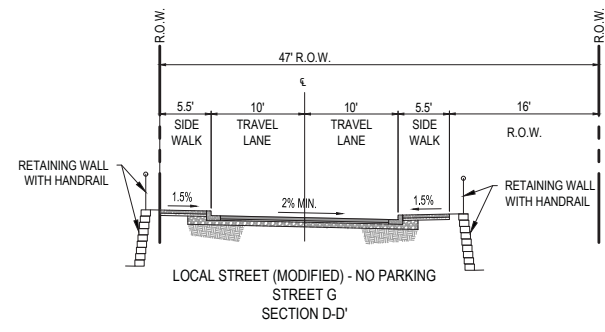 R.O.W.
R.O.W.
47' R.O.W.
℄
5.5'
10'
10'
5.5'
16'
SIDE
WALK
TRAVEL
LANE
TRAVEL
LANE
SIDE
WALK
R.O.W.
RETAINING WALL
WITH HANDRAIL
1.5%
2% MIN.
1.5%
RETAINING WALL
WITH HANDRAIL
LOCAL STREET (MODIFIED) - NO PARKING
STREET G
SECTION D-D'